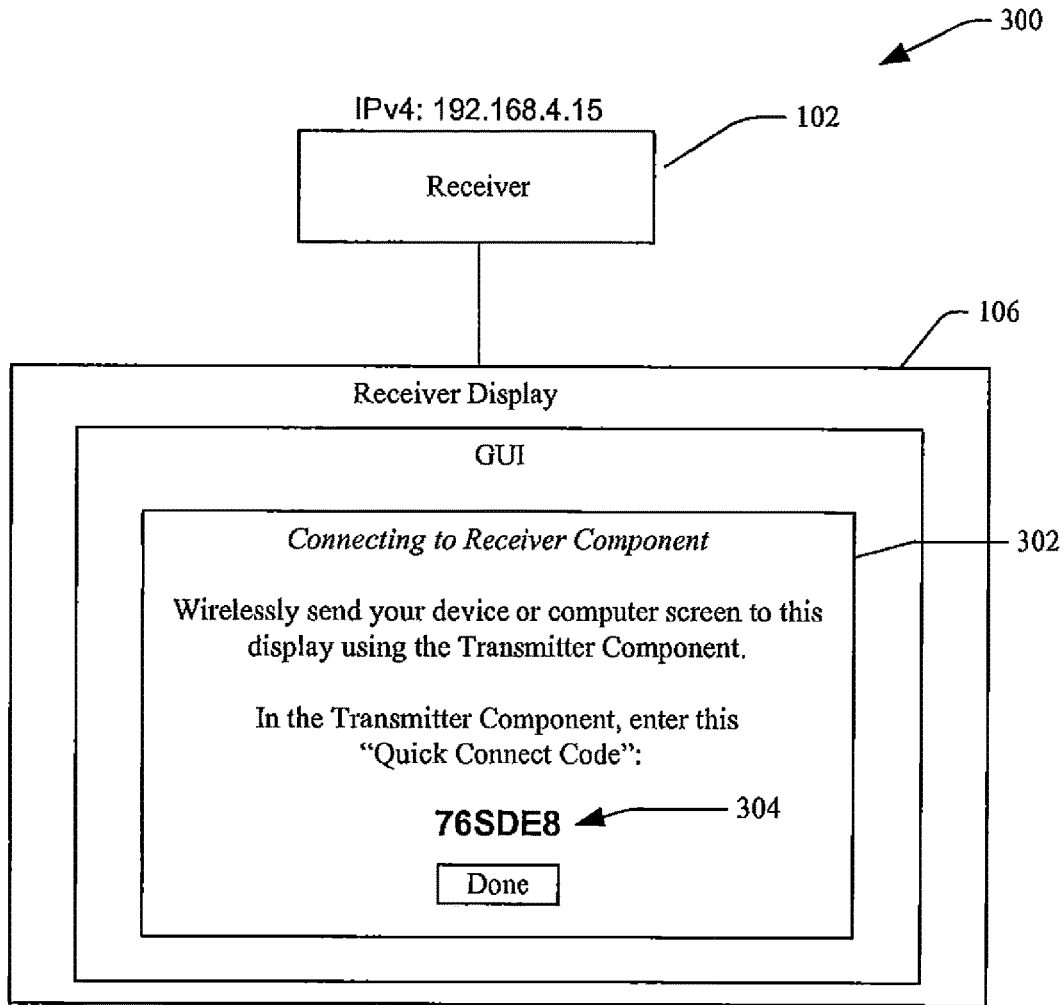 300
IPv4: 192.168.4.15
102
Receiver
106
Receiver Display
GUI
Connecting to Receiver Component
302
Wirelessly send your device or computer screen to this
display using the Transmitter Component.
In the Transmitter Component, enter this
“Quick Connect Code”:
76SDE8
304
Done